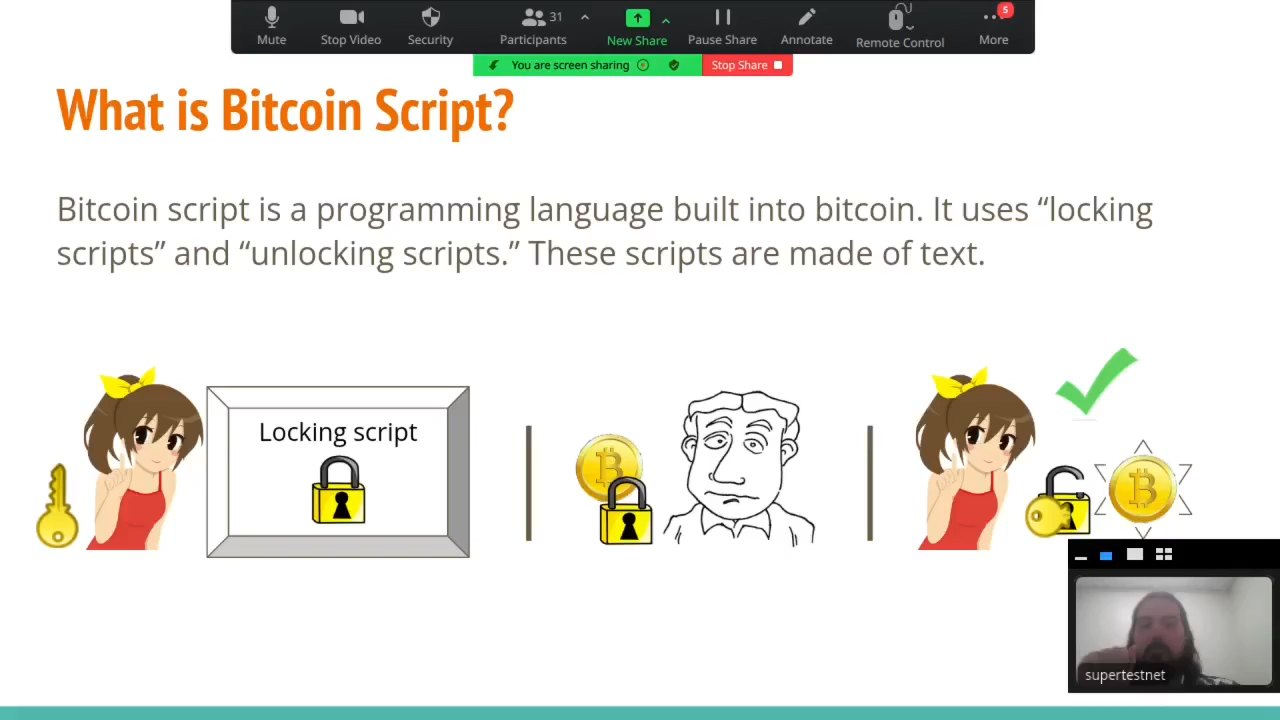 31
5
Mute
Stop Video
Security
Participants
New Share
Pause Share
Annotate
Remote Control
More
You are screen sharing
Stop Share
What is Bitcoin Script?
Bitcoin script is a programming language built into bitcoin. It uses “locking
scripts” and “unlocking scripts.” These scripts are made of text.
Locking script
supertestnet